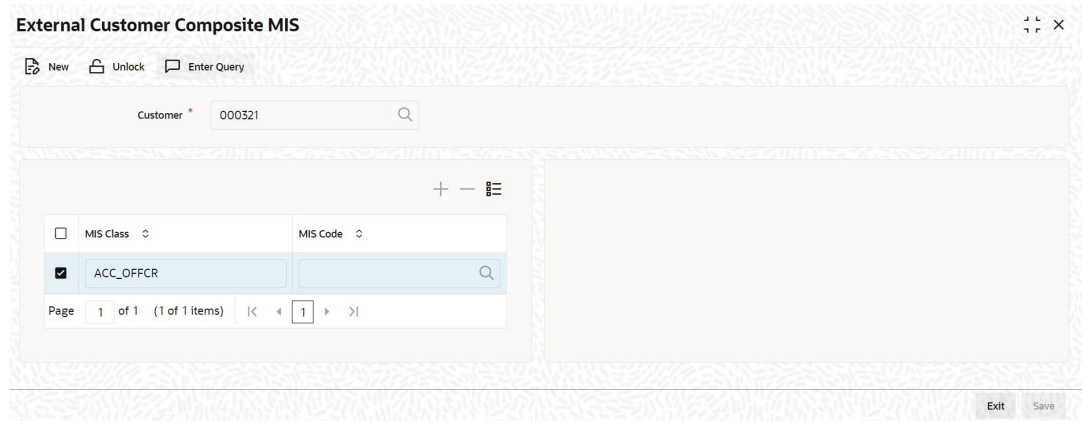 External Customer Composite MIS
New Unlock Enter Query
Customer * 000321
MIS Class MIS Code
ACC_OFFCR
Page 1 of 1 (1 of 1 items) 1
Exit Save